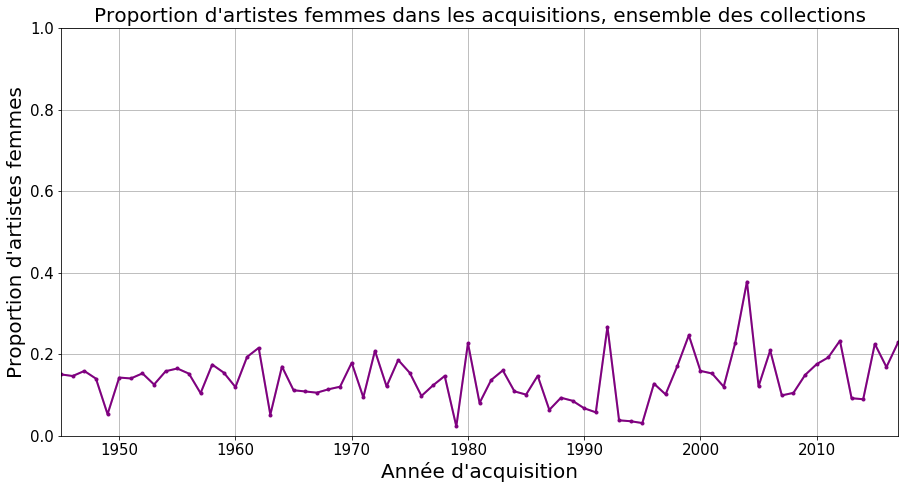 Proportion d'artistes femmes dans les acquisitions, ensemble des collections
1.0
0.8
0.6
0.4
0.2
0.0
Proportion d'artistes femmes
1950 1960 1970 1980 1990 2000 2010
Année d'acquisition